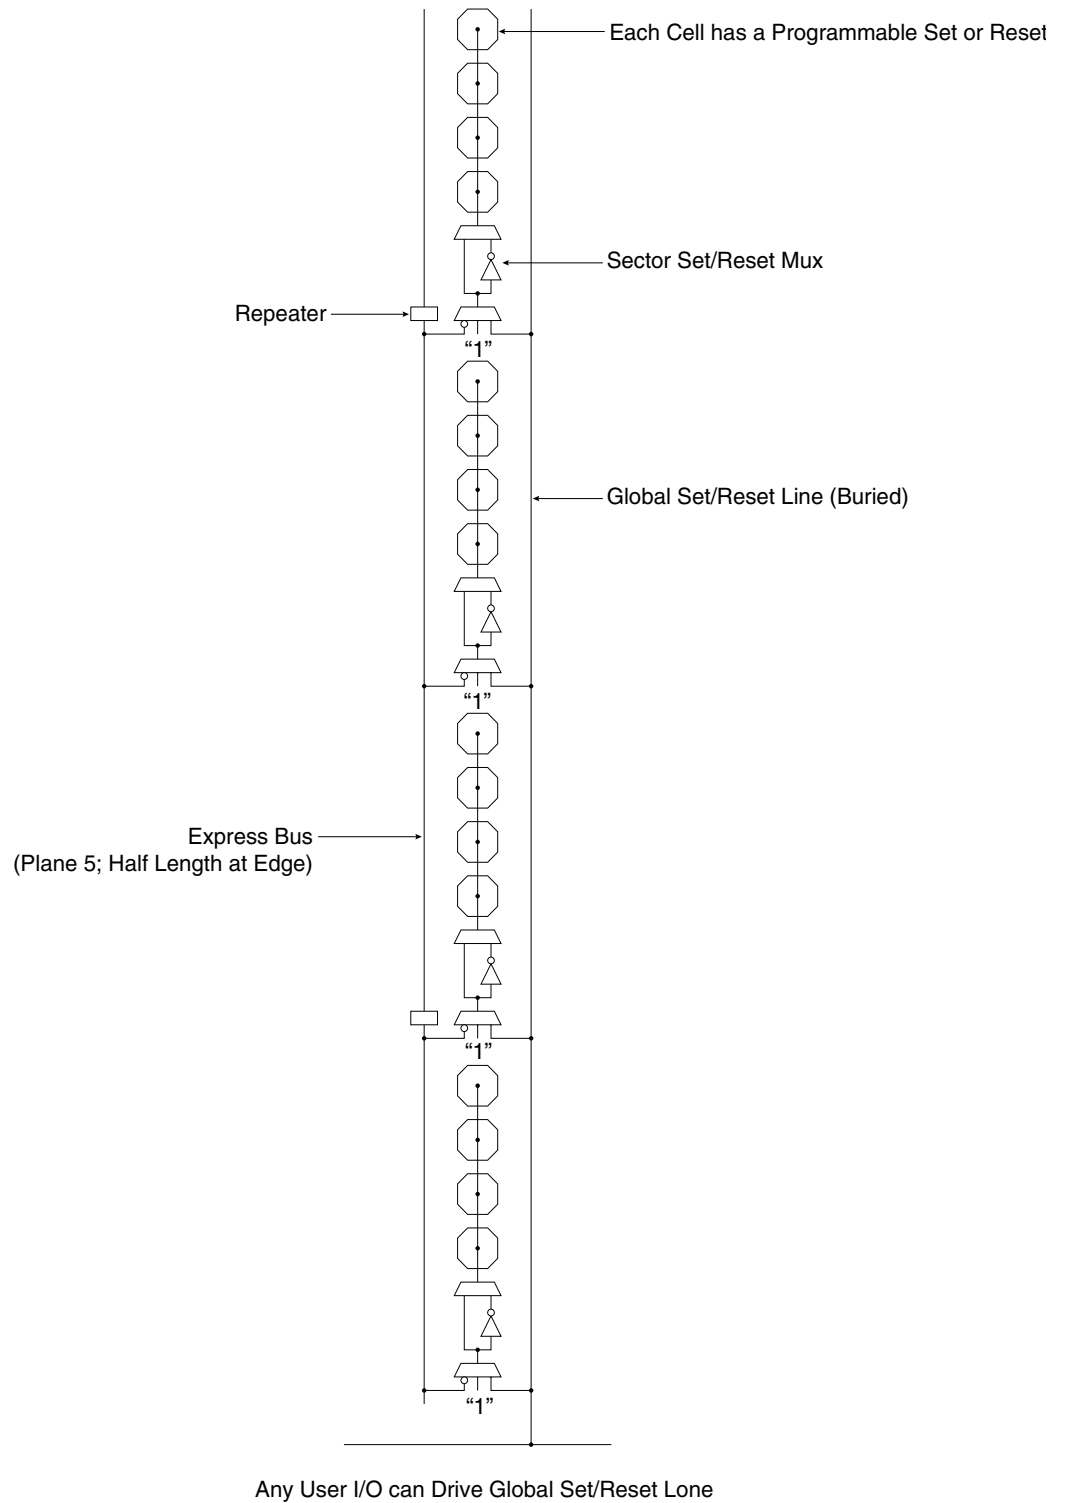 Each Cell has a Programmable Set or Reset
Sector Set/Reset Mux
Repeater
“1”
Global Set/Reset Line (Buried)
“1”
Express Bus
(Plane 5; Half Length at Edge)
“1”
“1”
Any User I/O can Drive Global Set/Reset Lone